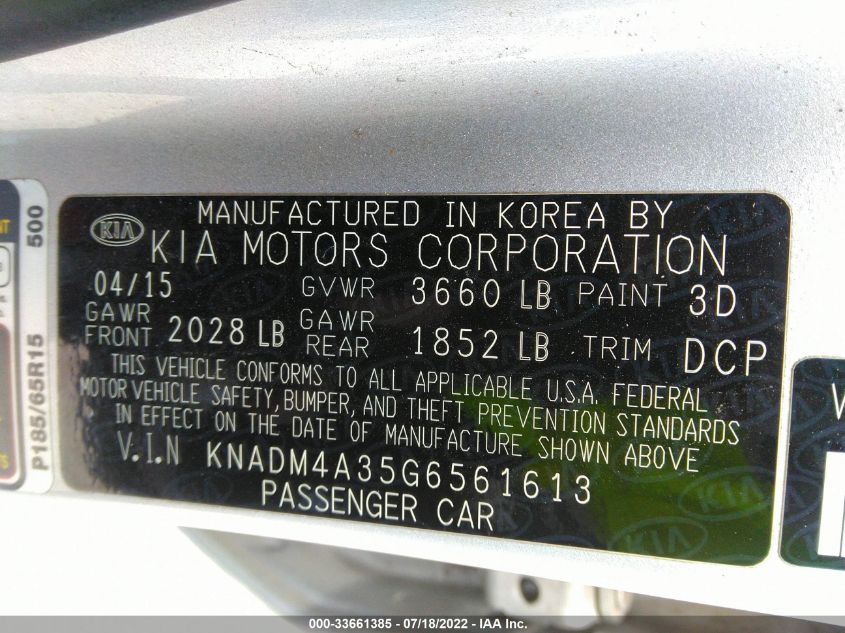 MANUFACTURED IN KOREA BY
KIA KIA MOTORS CORPORATION
04/15 GVWR 3660 LB PAINT 3D
GAWR FRONT 2028 LB GAWR REAR 1852 LB TRIM DCP
THIS VEHICLE CONFORMS TO ALL APPLICABLE U.S.A. FEDERAL
MOTOR VEHICLE SAFETY, BUMPER, AND THEFT PREVENTION STANDARDS
IN EFFECT ON THE DATE OF MANUFACTURE SHOWN ABOVE
V.I.N KNADM4A35G6561613
PASSENGER CAR
P185/65R15 500
000-33661385 - 07/18/2022 - IAA Inc.